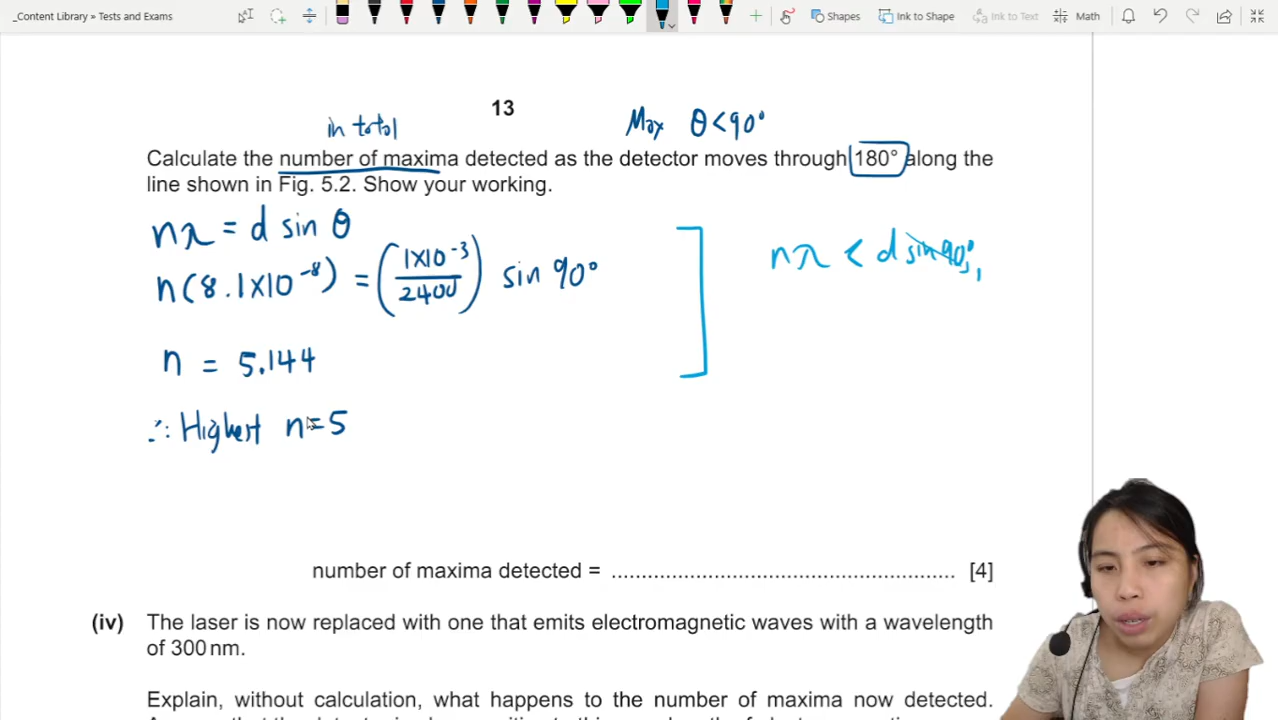 _Content Library » Tests and Exams
Shapes
Ink to Shape
Ink to Text
Math
13
in total
Max θ<90°
Calculate the number of maxima detected as the detector moves through 180° along the
line shown in Fig. 5.2. Show your working.
nλ = d sin θ
n(8.1×10⁻⁸) = (1×10⁻³ / 2400) sin 90°
nλ < d sin90°, 1
n = 5.144
∴ Highest n=5
number of maxima detected = ...................................................... [4]
(iv) The laser is now replaced with one that emits electromagnetic waves with a wavelength
of 300 nm.
Explain, without calculation, what happens to the number of maxima now detected.